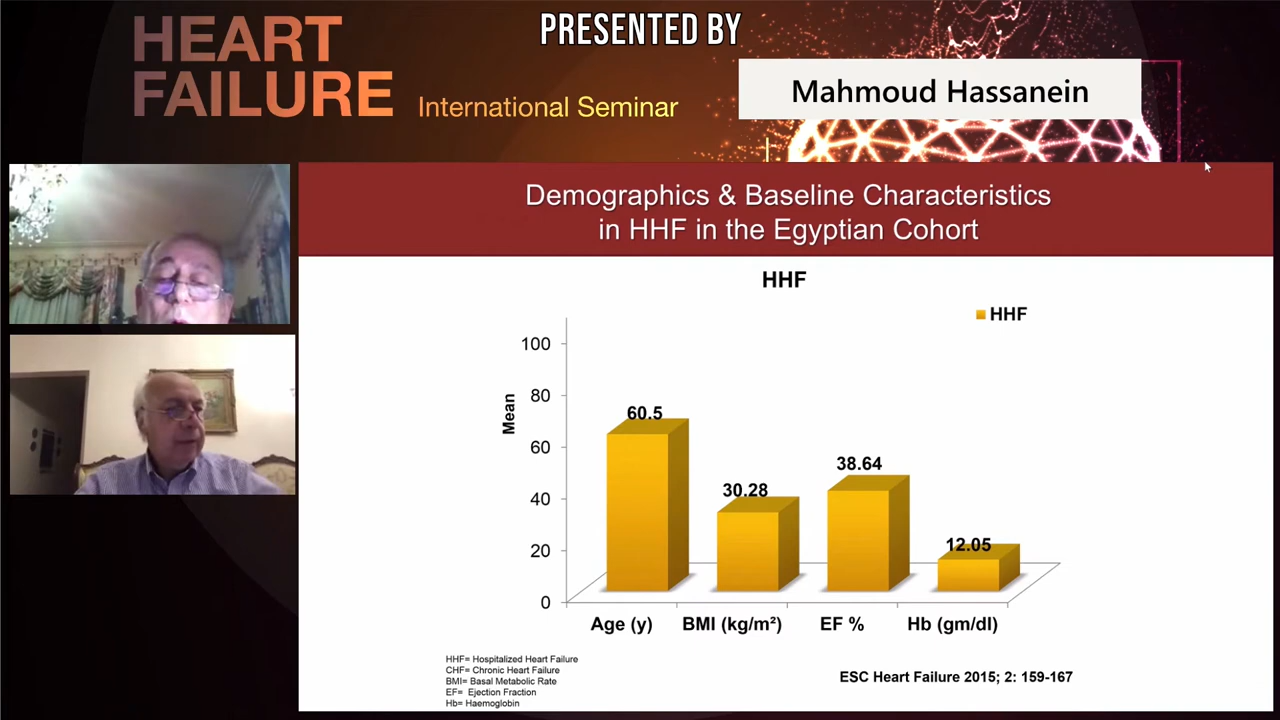 HEART
FAILURE
International Seminar
PRESENTED BY
Mahmoud Hassanein
Demographics & Baseline Characteristics
in HHF in the Egyptian Cohort
HHF
HHF
Mean
100
80
60
40
20
0
60.5
30.28
38.64
12.05
Age (y)
BMI (kg/m²)
EF %
Hb (gm/dl)
HHF= Hospitalized Heart Failure
CHF= Chronic Heart Failure
BMI= Basal Metabolic Rate
EF= Ejection Fraction
Hb= Haemoglobin
ESC Heart Failure 2015; 2: 159-167